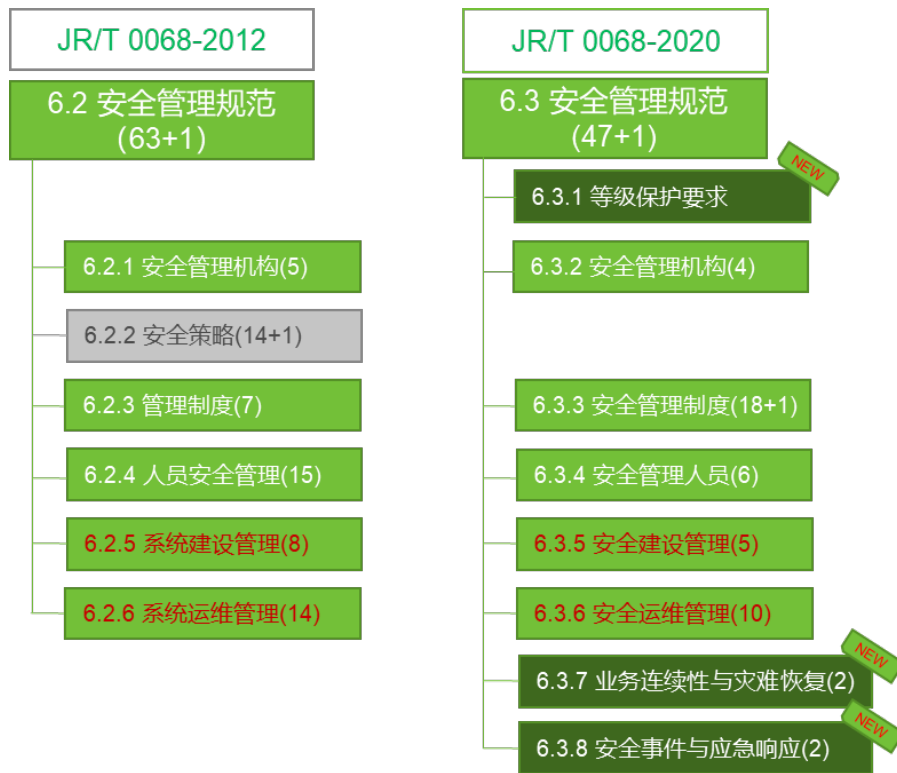 JR/T 0068-2012
6.2 安全管理规范
(63+1)
6.2.1 安全管理机构(5)
6.2.2 安全策略(14+1)
6.2.3 管理制度(7)
6.2.4 人员安全管理(15)
6.2.5 系统建设管理(8)
6.2.6 系统运维管理(14)
JR/T 0068-2020
6.3 安全管理规范
(47+1)
NEW
6.3.1 等级保护要求
6.3.2 安全管理机构(4)
6.3.3 安全管理制度(18+1)
6.3.4 安全管理人员(6)
6.3.5 安全建设管理(5)
6.3.6 安全运维管理(10)
NEW
6.3.7 业务连续性与灾难恢复(2)
NEW
6.3.8 安全事件与应急响应(2)